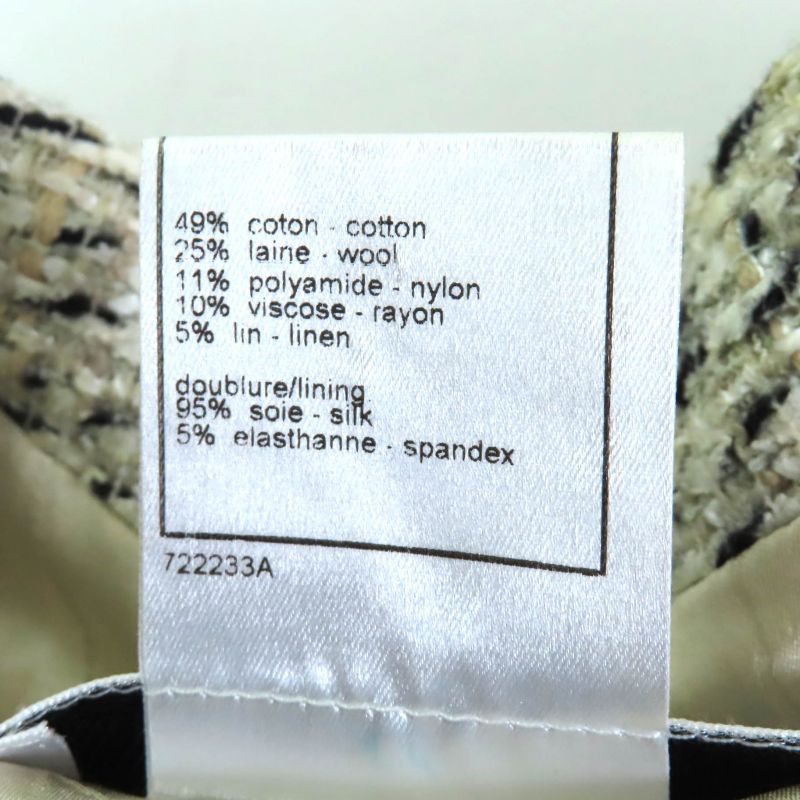 49% coton - cotton
25% laine - wool
11% polyamide - nylon
10% viscose - rayon
5% lin - linen
doublure/lining
95% soie - silk
5% elasthanne - spandex
722233A